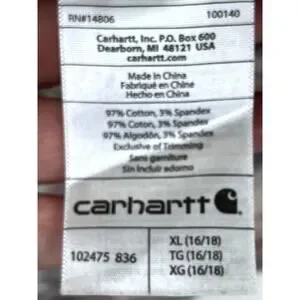 RN#14806 100140
Carhartt, Inc. P.O. Box 600
Dearborn, MI 48121 USA
carhartt.com
Made in China
Fabriqué en Chine
Hecho en China
97% Cotton, 3% Spandex
97% Coton, 3% Spandex
97% Algodón, 3% Spandex
Exclusive of Trimming
Sans garniture
Sin incluir adorno
carhartt
XL (16/18)
102475 836 TG (16/18)
XG (16/18)